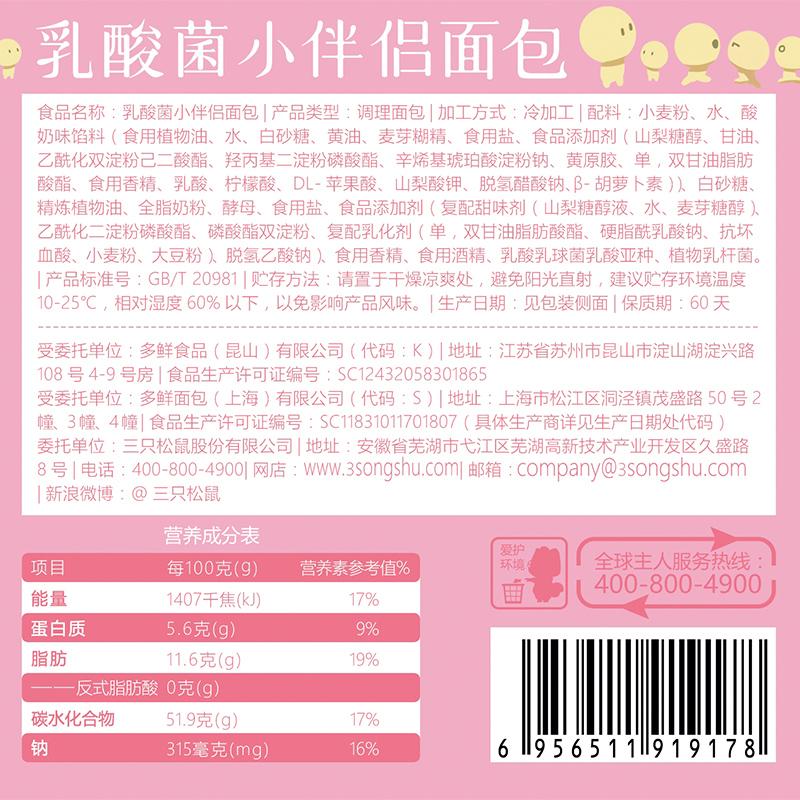 乳酸菌小伴侣面包
食品名称：乳酸菌小伴侣面包 | 产品类型：调理面包 | 加工方式：冷加工 | 配料：小麦粉、水、酸
奶味馅料（食用植物油、水、白砂糖、黄油、麦芽糊精、食用盐、食品添加剂（山梨糖醇、甘油、
乙酰化双淀粉己二酸酯、羟丙基二淀粉磷酸酯、辛烯基琥珀酸淀粉钠、黄原胶、单，双甘油脂肪
酸酯、食用香精、乳酸、柠檬酸、DL- 苹果酸、山梨酸钾、脱氢醋酸钠、β- 胡萝卜素））、白砂糖、
精炼植物油、全脂奶粉、酵母、食用盐、食品添加剂（复配甜味剂（山梨糖醇液、水、麦芽糖醇）、
乙酰化二淀粉磷酸酯、磷酸酯双淀粉、复配乳化剂（单，双甘油脂肪酸酯、硬脂酰乳酸钠、抗坏
血酸、小麦粉、大豆粉）、脱氢乙酸钠）、食用香精、食用酒精、乳酸乳球菌乳酸亚种、植物乳杆菌。
| 产品标准号：GB/T 20981 | 贮存方法：请置于干燥凉爽处，避免阳光直射，建议贮存环境温度
10-25℃，相对湿度 60% 以下，以免影响产品风味。| 生产日期：见包装侧面 | 保质期：60 天
受委托单位：多鲜食品（昆山）有限公司（代码：K）| 地址：江苏省苏州市昆山市淀山湖淀兴路
108 号 4-9 号房 | 食品生产许可证编号：SC12432058301865
受委托单位：多鲜面包（上海）有限公司（代码：S）| 地址：上海市松江区洞泾镇茂盛路 50 号 2
幢、3 幢、4 幢 | 食品生产许可证编号：SC11831011701807（具体生产商详见生产日期处代码）
委托单位：三只松鼠股份有限公司 | 地址：安徽省芜湖市弋江区芜湖高新技术产业开发区久盛路
8 号 | 电话：400-800-4900 | 网店：www.3songshu.com | 邮箱：company@3songshu.com
| 新浪微博：@ 三只松鼠
营养成分表
项目 每100克(g) 营养素参考值%
能量 1407千焦(kJ) 17%
蛋白质 5.6克(g) 9%
脂肪 11.6克(g) 19%
——反式脂肪酸 0克(g)
碳水化合物 51.9克(g) 17%
钠 315毫克(mg) 16%
爱护
环境
全球主人服务热线：
400-800-4900
6 956511 919178